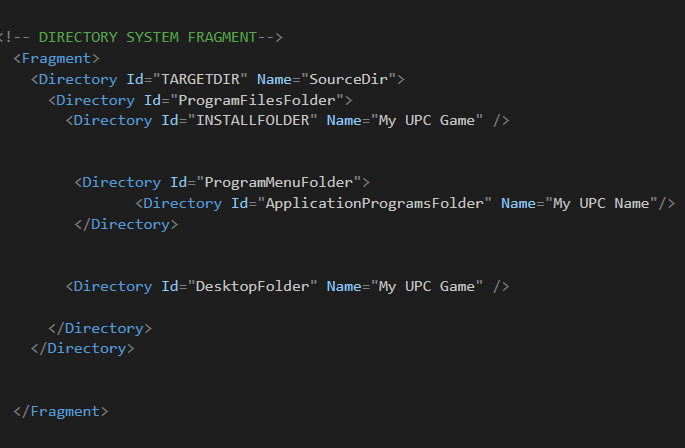 <!-- DIRECTORY SYSTEM FRAGMENT-->
<Fragment>
<Directory Id="TARGETDIR" Name="SourceDir">
<Directory Id="ProgramFilesFolder">
<Directory Id="INSTALLFOLDER" Name="My UPC Game" />
<Directory Id="ProgramMenuFolder">
<Directory Id="ApplicationProgramsFolder" Name="My UPC Name"/>
</Directory>
<Directory Id="DesktopFolder" Name="My UPC Game" />
</Directory>
</Directory>
</Fragment>